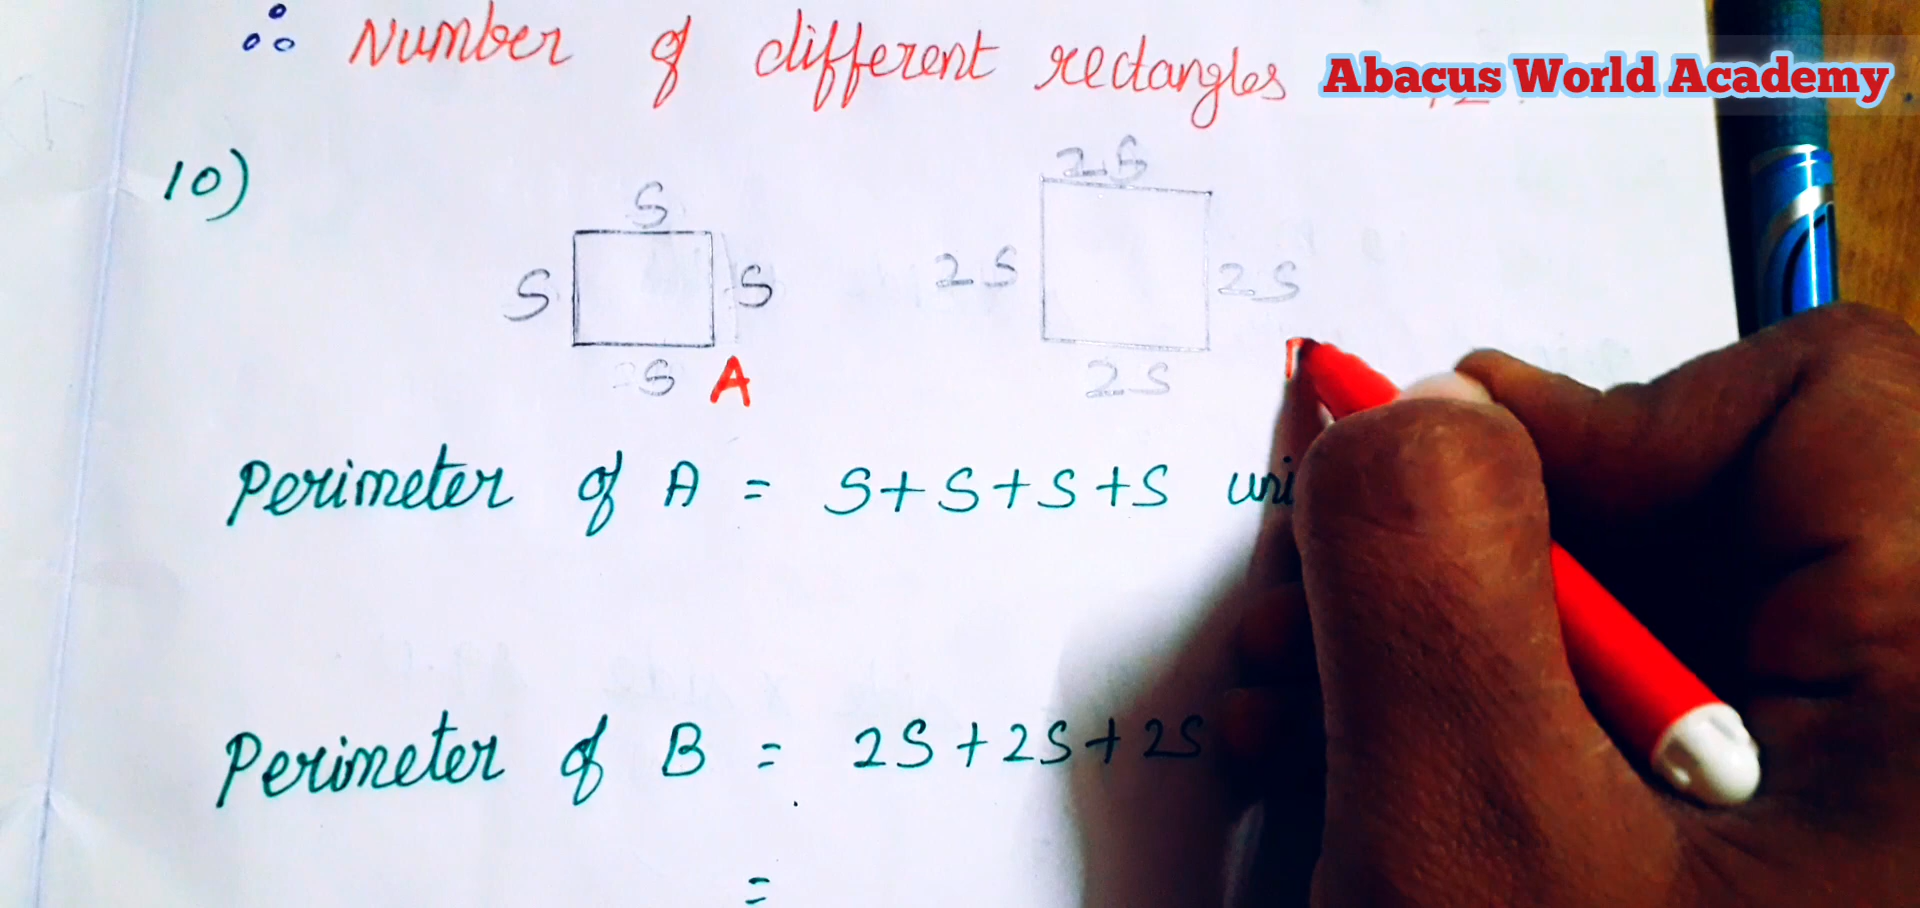 ∴ Number of different rectangles
Abacus World Academy
10)
S
2S
S
S
2S
2S
S
A
2S
Perimeter of A = S+S+S+S uni
Perimeter of B = 2S+2S+2S
=